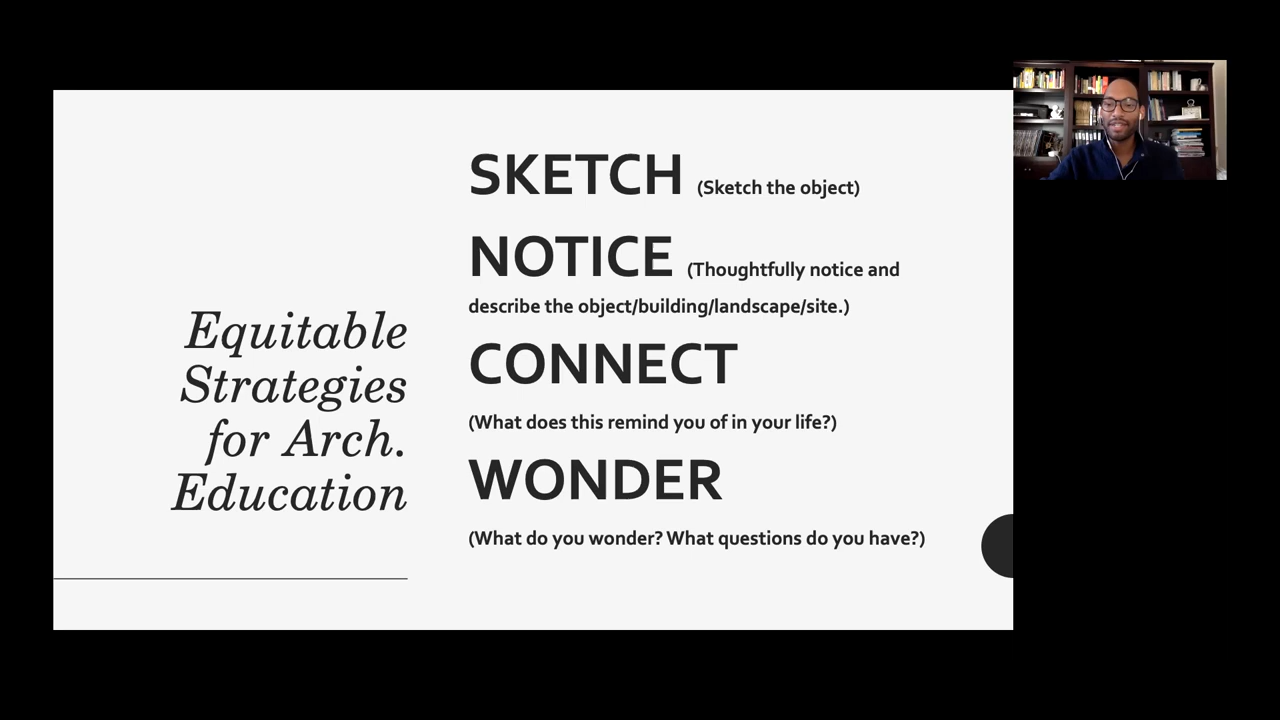 Equitable
Strategies
for Arch.
Education
SKETCH (Sketch the object)
NOTICE (Thoughtfully notice and
describe the object/building/landscape/site.)
CONNECT
(What does this remind you of in your life?)
WONDER
(What do you wonder? What questions do you have?)